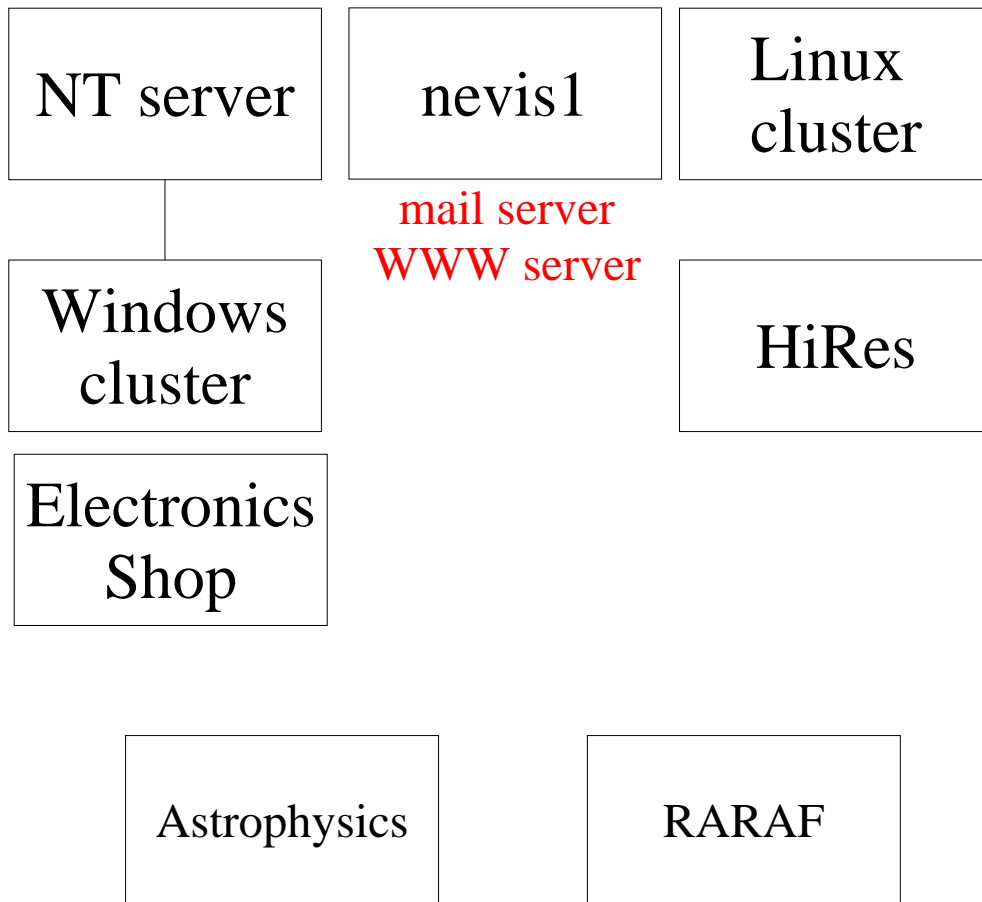 NT server
nevis1
Linux
cluster
mail server
WWW server
Windows
cluster
HiRes
Electronics
Shop
Astrophysics
RARAF